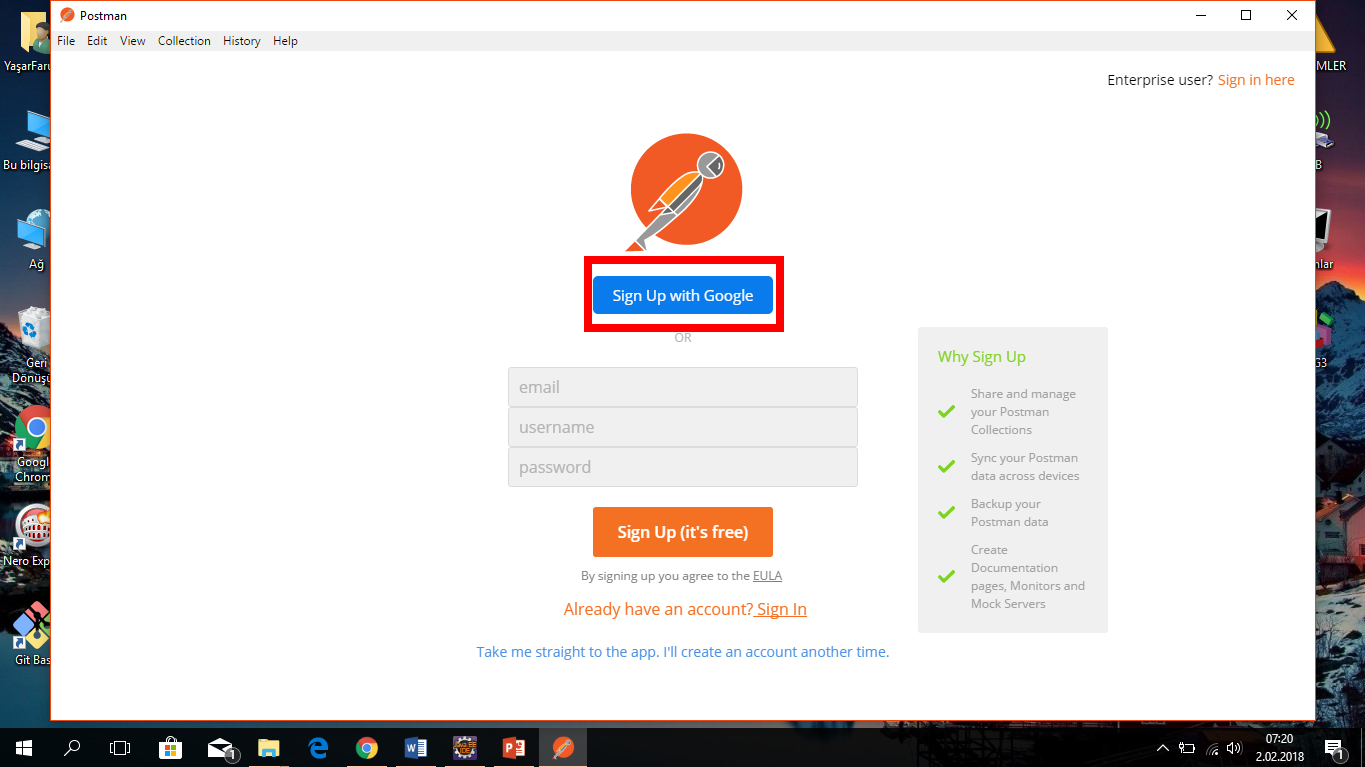 Postman
File Edit View Collection History Help
Enterprise user? Sign in here
Sign Up with Google
OR
email
username
password
Sign Up (it's free)
By signing up you agree to the EULA
Already have an account? Sign In
Take me straight to the app. I'll create an account another time.
Why Sign Up
Share and manage
your Postman
Collections
Sync your Postman
data across devices
Backup your
Postman data
Create
Documentation
pages, Monitors and
Mock Servers
YaşarFaru
Bu bilgisa
Ağ
Geri
Dönüşü
Googl
Chrom
Nero Exp
Git Bas
MLER
B
nlar
G3
W
P
1
07:20
2.02.2018
1